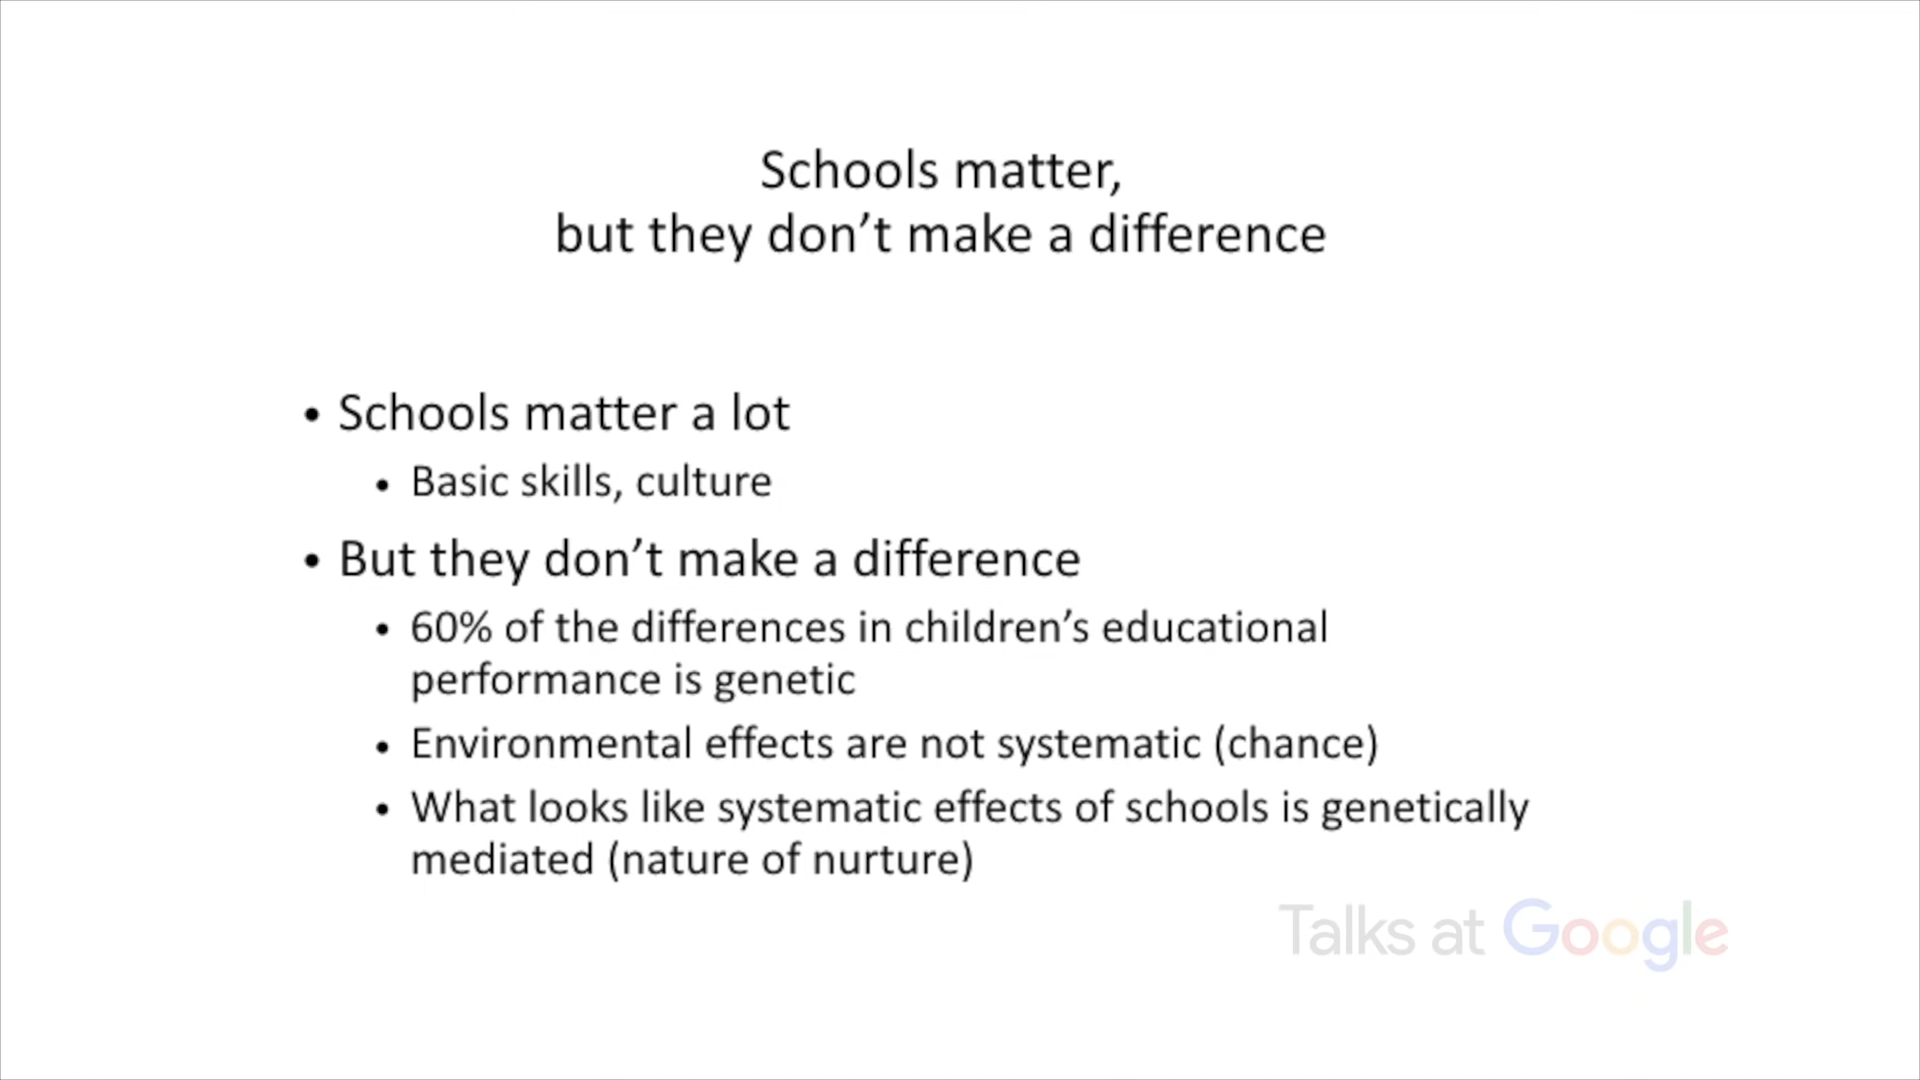 Schools matter,
but they don’t make a difference
• Schools matter a lot
• Basic skills, culture
• But they don’t make a difference
• 60% of the differences in children’s educational
performance is genetic
• Environmental effects are not systematic (chance)
• What looks like systematic effects of schools is genetically
mediated (nature of nurture)
Talks at Google